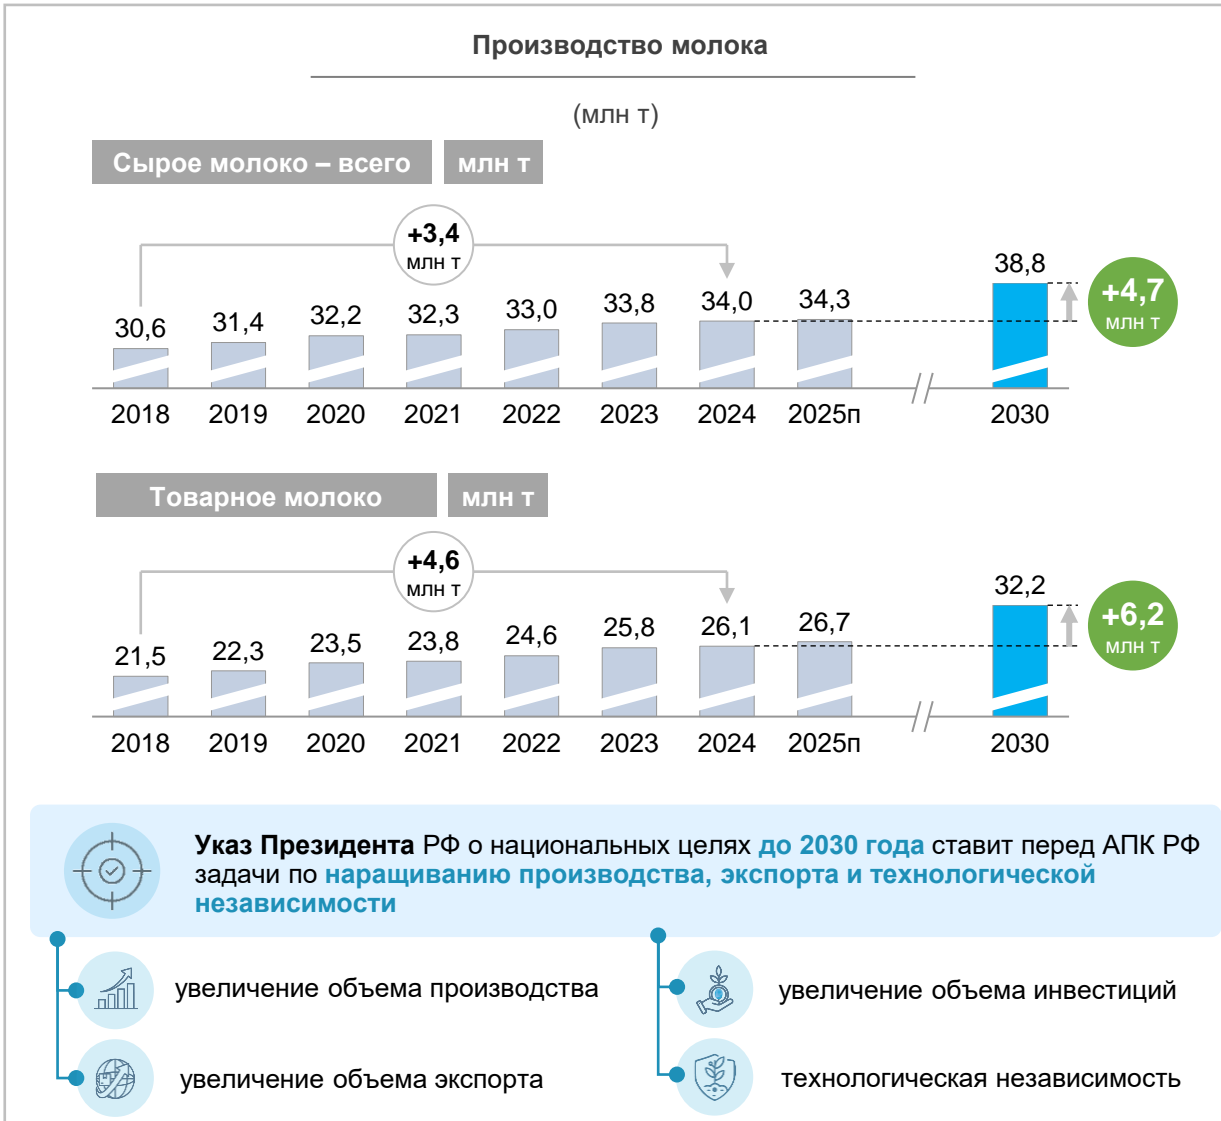 Производство молока
(млн т)
Сырое молоко – всего млн т
+3,4
млн т
30,6 31,4 32,2 32,3 33,0 33,8 34,0 34,3 38,8
+4,7
млн т
2018 2019 2020 2021 2022 2023 2024 2025п 2030
Товарное молоко млн т
+4,6
млн т
21,5 22,3 23,5 23,8 24,6 25,8 26,1 26,7 32,2
+6,2
млн т
2018 2019 2020 2021 2022 2023 2024 2025п 2030
Указ Президента РФ о национальных целях до 2030 года ставит перед АПК РФ
задачи по наращиванию производства, экспорта и технологической
независимости
увеличение объема производства
увеличение объема экспорта
увеличение объема инвестиций
технологическая независимость